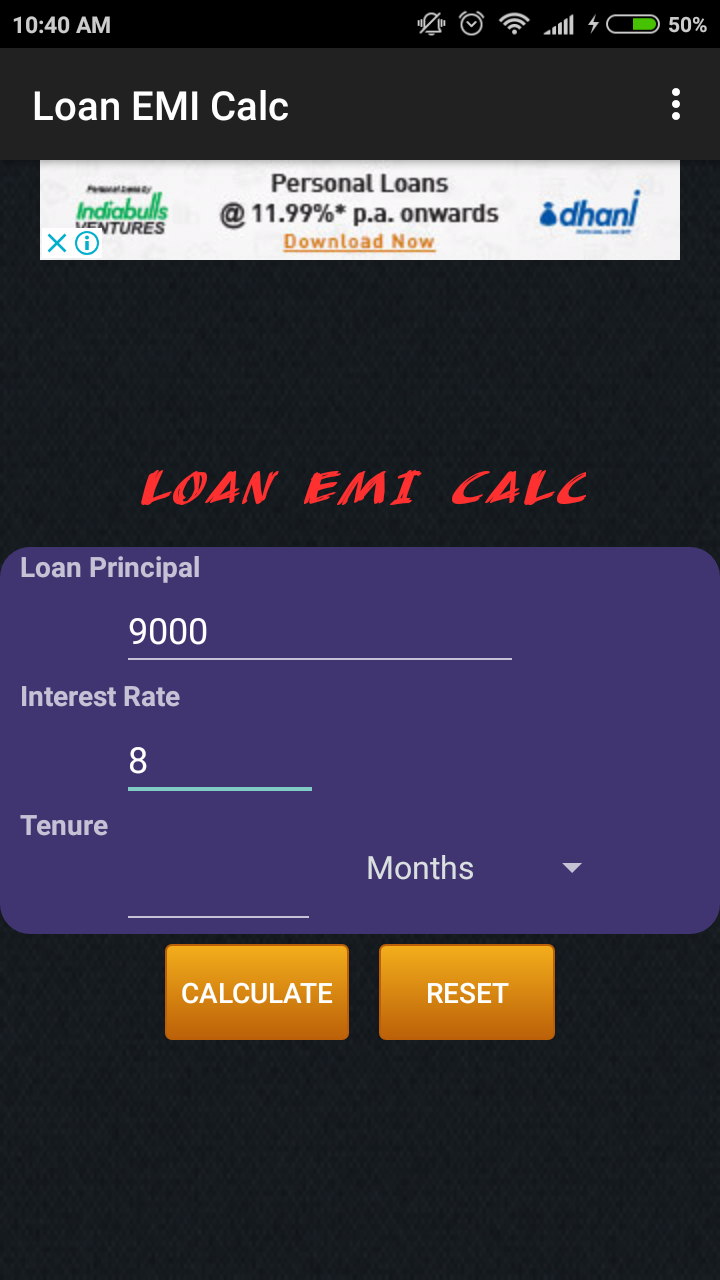 10:40 AM
50%
Loan EMI Calc
Personal Loans by
Indiabulls
VENTURES
Personal Loans
@ 11.99%* p.a. onwards
Download Now
dhani
LOAN EMI CALC
Loan Principal
9000
Interest Rate
8
Tenure
Months
CALCULATE
RESET